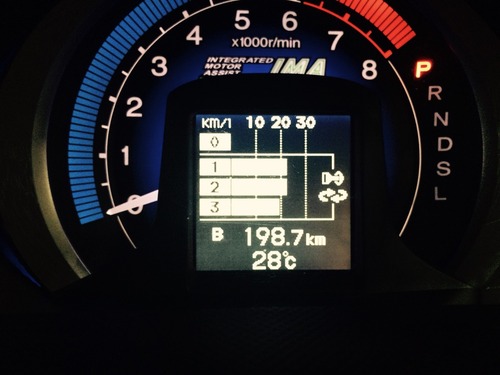 0 1 2 3 4 5 6 7 8
x1000r/min
INTEGRATED
MOTOR
ASSIST
IMA
P
R
N
D
S
L
KM/l 10 20 30
0
1
2
3
B 198.7km
28°C